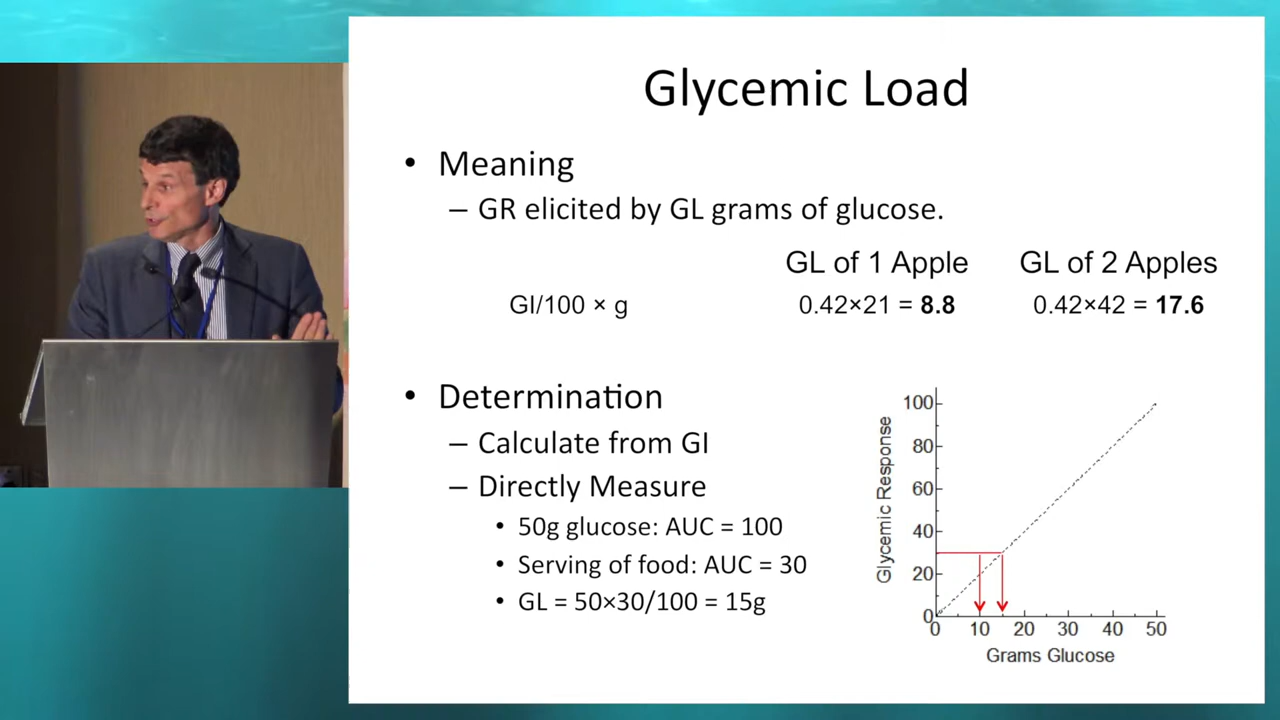 Glycemic Load
• Meaning
– GR elicited by GL grams of glucose.
GL of 1 Apple GL of 2 Apples
GI/100 × g 0.42×21 = 8.8 0.42×42 = 17.6
• Determination
– Calculate from GI
– Directly Measure
• 50g glucose: AUC = 100
• Serving of food: AUC = 30
• GL = 50×30/100 = 15g
Glycemic Response
100
80
60
40
20
0
0 10 20 30 40 50
Grams Glucose